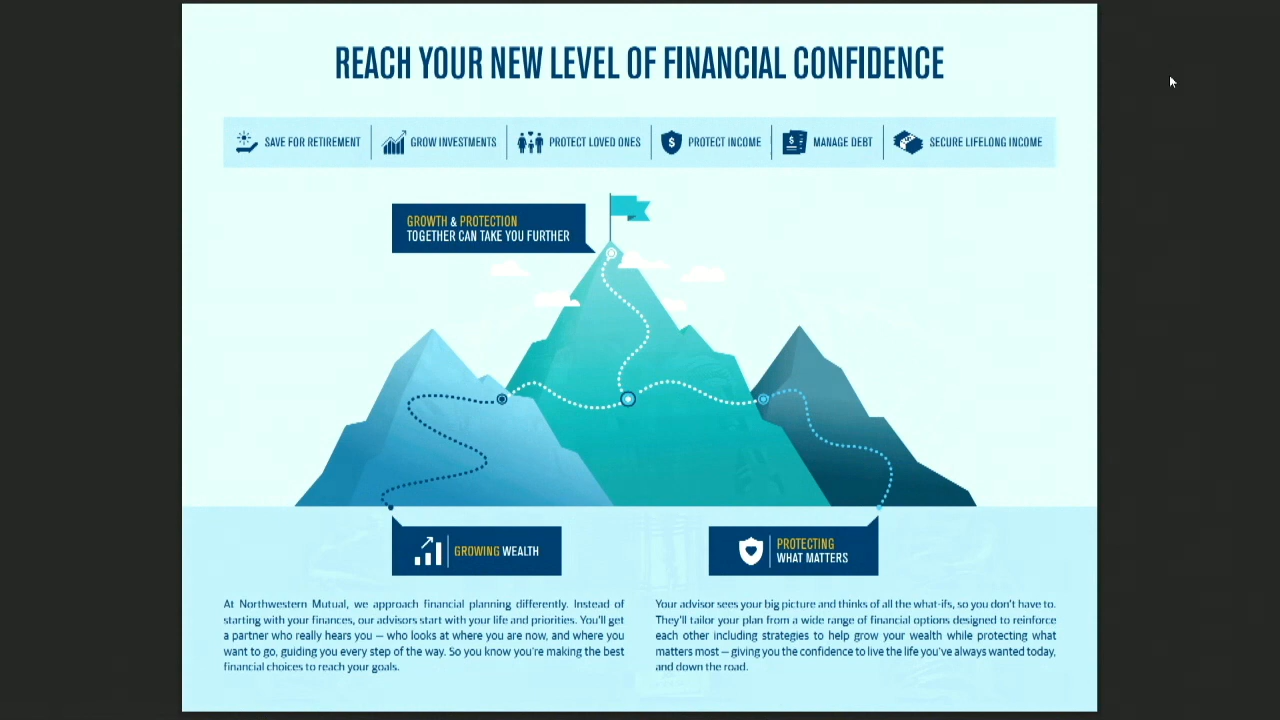 REACH YOUR NEW LEVEL OF FINANCIAL CONFIDENCE
SAVE FOR RETIREMENT
GROW INVESTMENTS
PROTECT LOVED ONES
PROTECT INCOME
MANAGE DEBT
SECURE LIFELONG INCOME
GROWTH & PROTECTION
TOGETHER CAN TAKE YOU FURTHER
GROWING WEALTH
PROTECTING
WHAT MATTERS
At Northwestern Mutual, we approach financial planning differently. Instead of
starting with your finances, our advisors start with your life and priorities. You'll get
a partner who really hears you — who looks at where you are now, and where you
want to go, guiding you every step of the way. So you know you're making the best
financial choices to reach your goals.
Your advisor sees your big picture and thinks of all the what-ifs, so you don't have to.
They'll tailor your plan from a wide range of financial options designed to reinforce
each other including strategies to help grow your wealth while protecting what
matters most — giving you the confidence to live the life you've always wanted today,
and down the road.